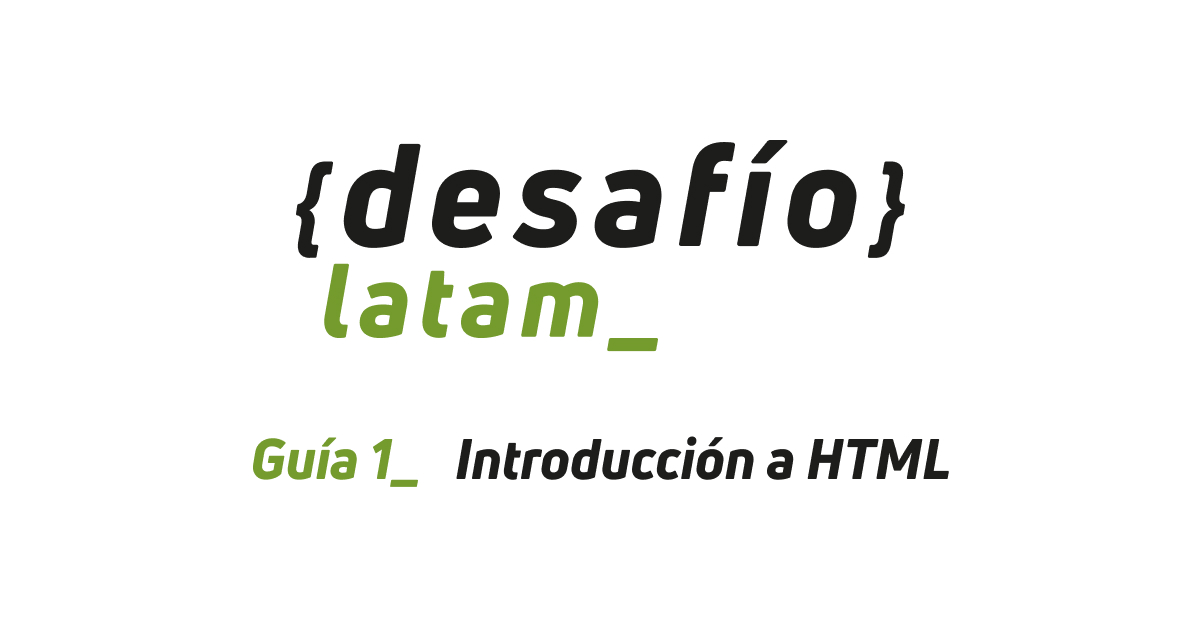 {desafío}
latam_
Guía 1_ Introducción a HTML